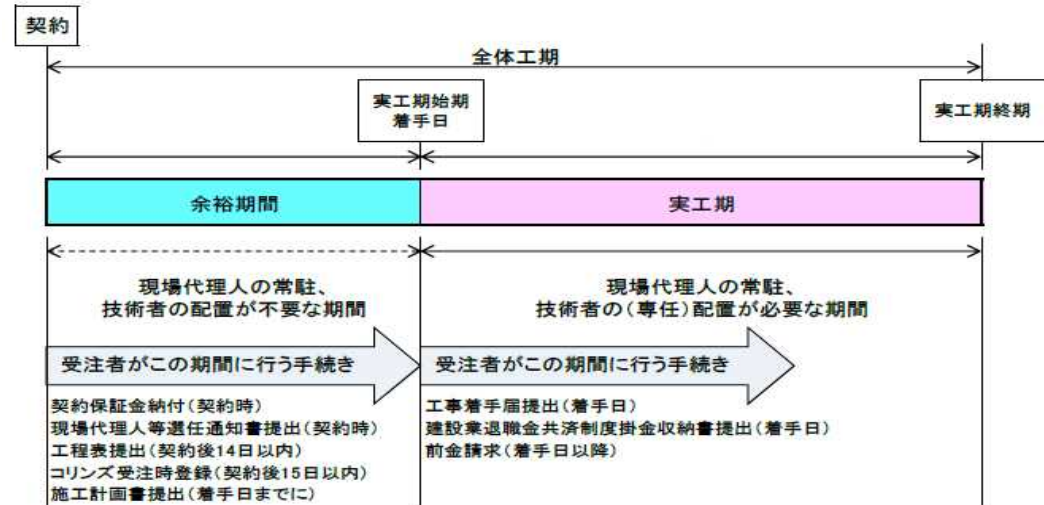 契約
全体工期
実工期始期
着手日
実工期終期
余裕期間
実工期
現場代理人の常駐、
技術者の配置が不要な期間
現場代理人の常駐、
技術者の(専任)配置が必要な期間
受注者がこの期間に行う手続き
受注者がこの期間に行う手続き
契約保証金納付(契約時)
現場代理人等選任通知書提出(契約時)
工程表提出(契約後14日以内)
コリンズ受注時登録(契約後15日以内)
施工計画書提出(着手日までに)
工事着手届提出(着手日)
建設業退職金共済制度掛金収納書提出(着手日)
前金請求(着手日以降)